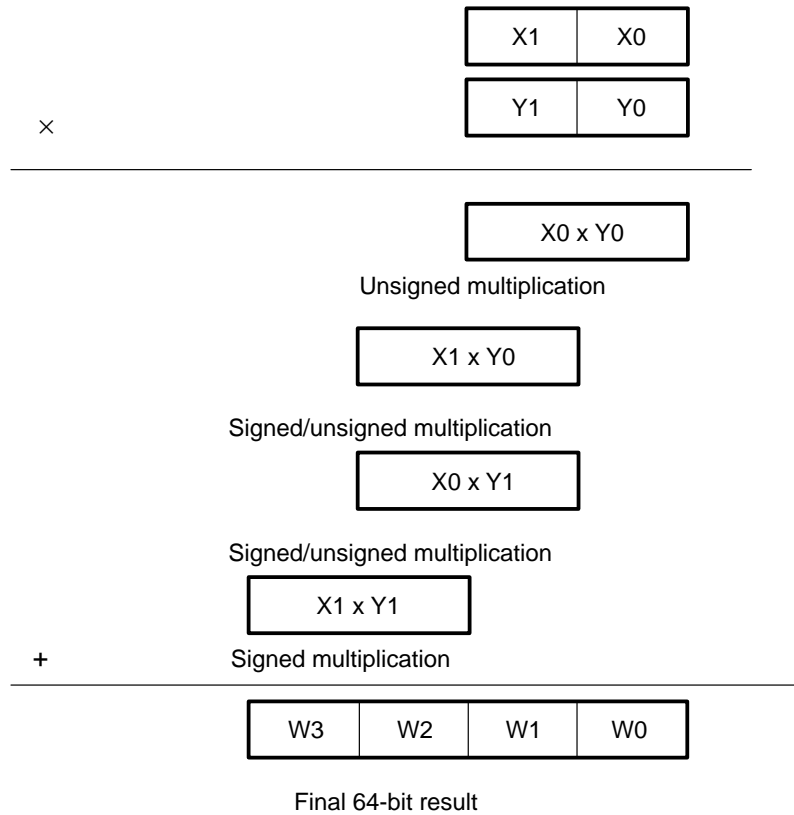 X1 X0
Y1 Y0
×
X0 x Y0
Unsigned multiplication
X1 x Y0
Signed/unsigned multiplication
X0 x Y1
Signed/unsigned multiplication
X1 x Y1
+ Signed multiplication
W3 W2 W1 W0
Final 64-bit result